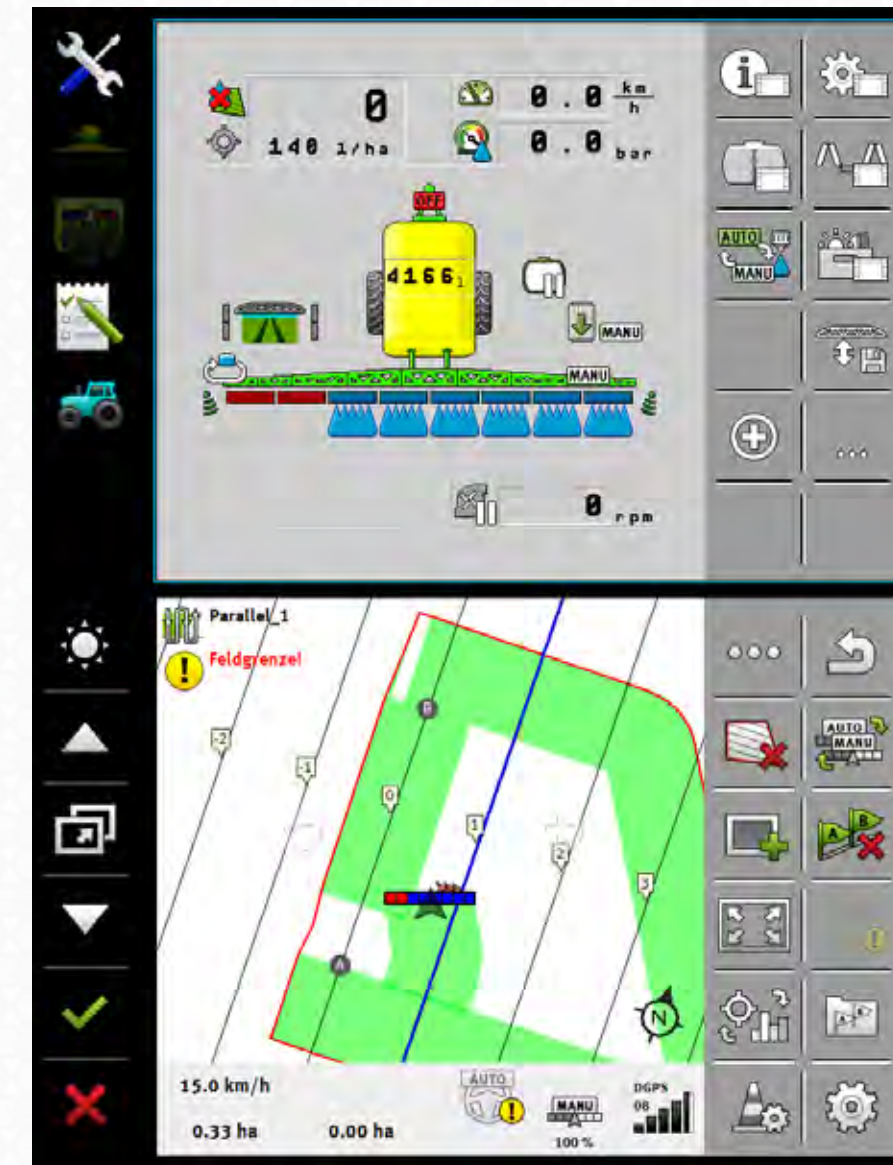 0
0.0 km/h
140 l/ha
0.0 bar
OFF
AUTO
MANU
4166 l
MANU
MANU
0 rpm
Parallel_1
Feldgrenze!
-2
-1
0
1
2
3
B
A
N
AUTO
MANU
A B
A B
15.0 km/h
AUTO
MANU
DGPS
08
0.33 ha
0.00 ha
100 %